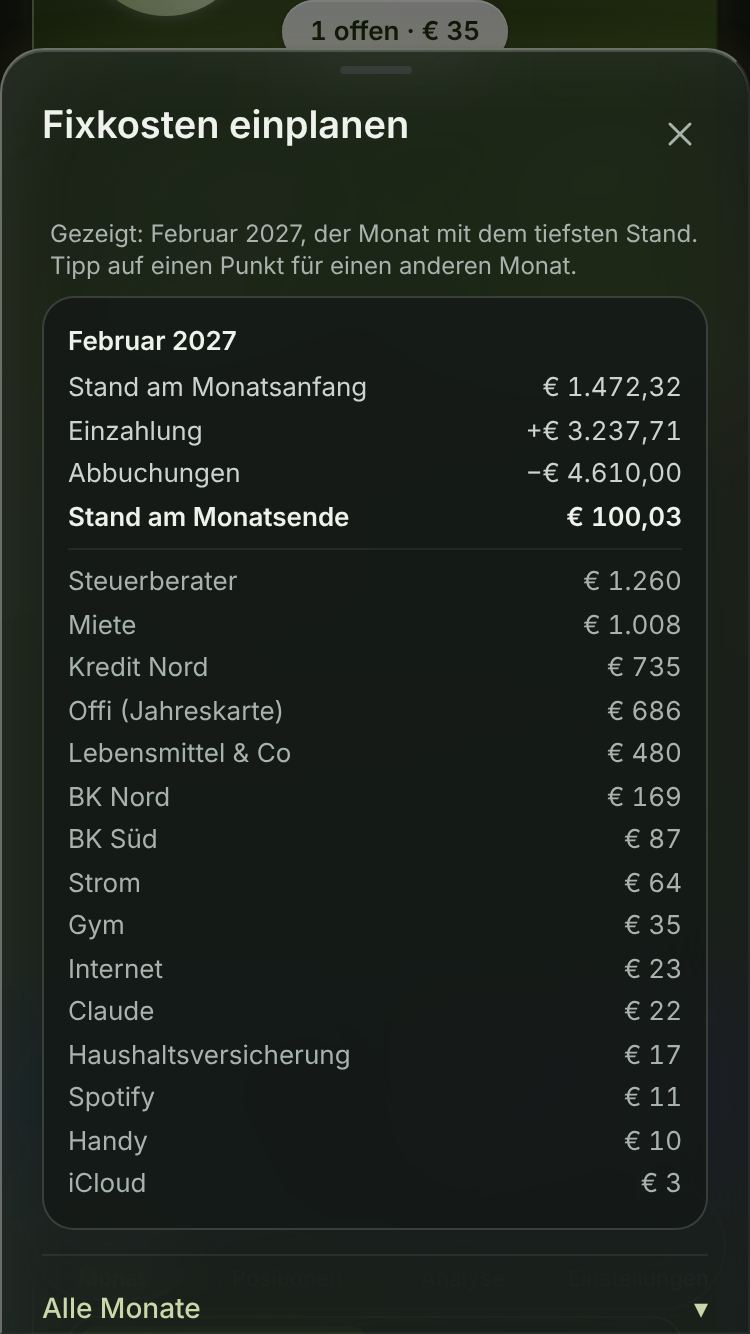 1 offen · € 35
Fixkosten einplanen
Gezeigt: Februar 2027, der Monat mit dem tiefsten Stand.
Tipp auf einen Punkt für einen anderen Monat.
Februar 2027
Stand am Monatsanfang € 1.472,32
Einzahlung +€ 3.237,71
Abbuchungen −€ 4.610,00
Stand am Monatsende € 100,03
Steuerberater € 1.260
Miete € 1.008
Kredit Nord € 735
Offi (Jahreskarte) € 686
Lebensmittel & Co € 480
BK Nord € 169
BK Süd € 87
Strom € 64
Gym € 35
Internet € 23
Claude € 22
Haushaltsversicherung € 17
Spotify € 11
Handy € 10
iCloud € 3
Positionen Analyse Einstellungen
Alle Monate ▼